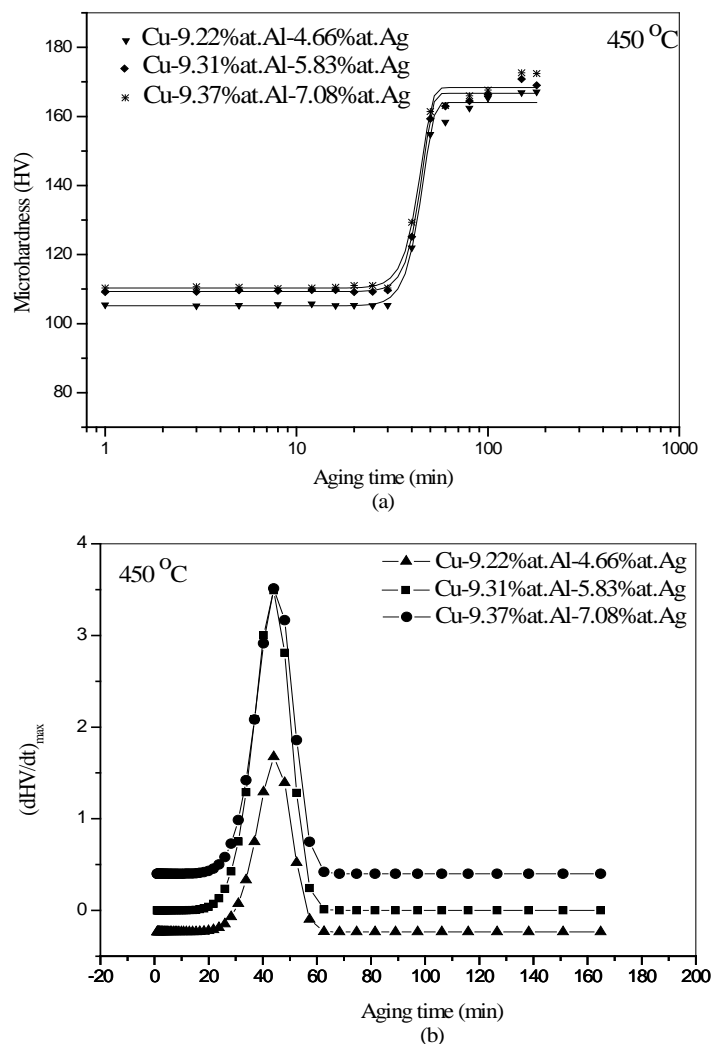 180
450 °C
Cu-9.22%at.Al-4.66%at.Ag
Cu-9.31%at.Al-5.83%at.Ag
Cu-9.37%at.Al-7.08%at.Ag
160
140
120
100
80
Microhardness (HV)
1 10 100 1000
Aging time (min)
(a)
4
450 °C
Cu-9.22%at.Al-4.66%at.Ag
Cu-9.31%at.Al-5.83%at.Ag
Cu-9.37%at.Al-7.08%at.Ag
3
2
1
0
(dHV/dt)max
-20 0 20 40 60 80 100 120 140 160 180 200
Aging time (min)
(b)